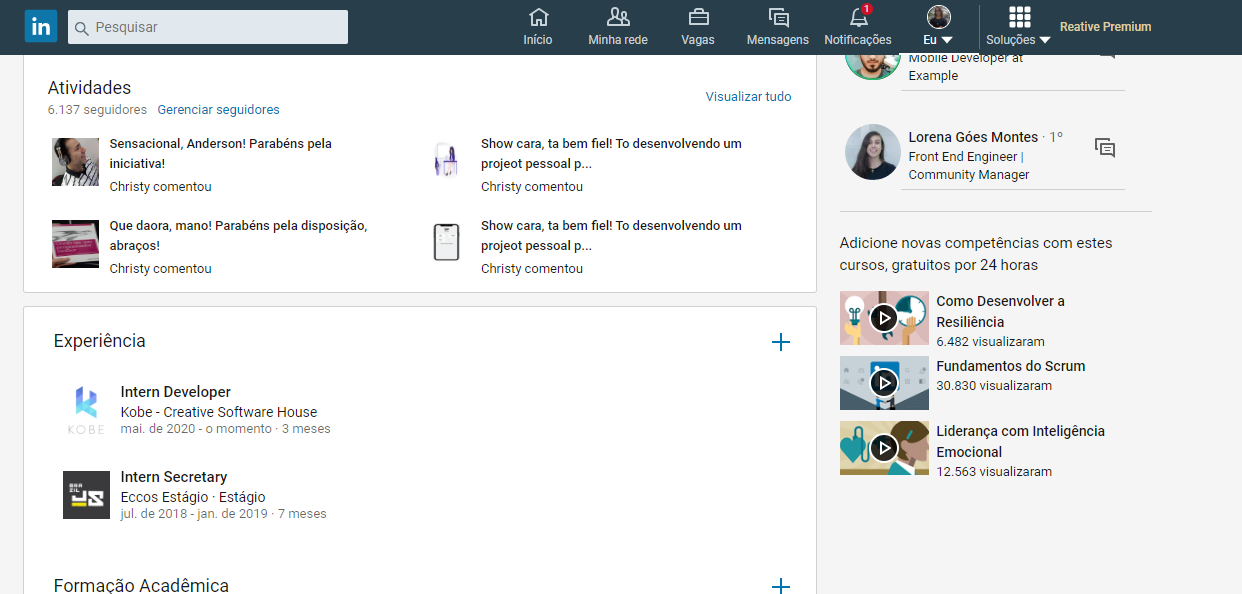 in
Pesquisar
Início
Minha rede
Vagas
Mensagens
1
Notificações
Eu
Soluções
Reative Premium
Atividades
6.137 seguidores Gerenciar seguidores
Visualizar tudo
Sensacional, Anderson! Parabéns pela
iniciativa!
Christy comentou
Show cara, ta bem fiel! To desenvolvendo um
projeot pessoal p...
Christy comentou
Que daora, mano! Parabéns pela disposição,
abraços!
Christy comentou
Show cara, ta bem fiel! To desenvolvendo um
projeot pessoal p...
Christy comentou
Experiência
KOBE
Intern Developer
Kobe - Creative Software House
mai. de 2020 - o momento · 3 meses
BRA
ZIL
JS
Intern Secretary
Eccos Estágio · Estágio
jul. de 2018 - jan. de 2019 · 7 meses
Formação Acadêmica
Mobile Developer at
Example
Lorena Góes Montes · 1º
Front End Engineer |
Community Manager
Adicione novas competências com estes
cursos, gratuitos por 24 horas
Como Desenvolver a
Resiliência
6.482 visualizaram
Fundamentos do Scrum
30.830 visualizaram
Liderança com Inteligência
Emocional
12.563 visualizaram